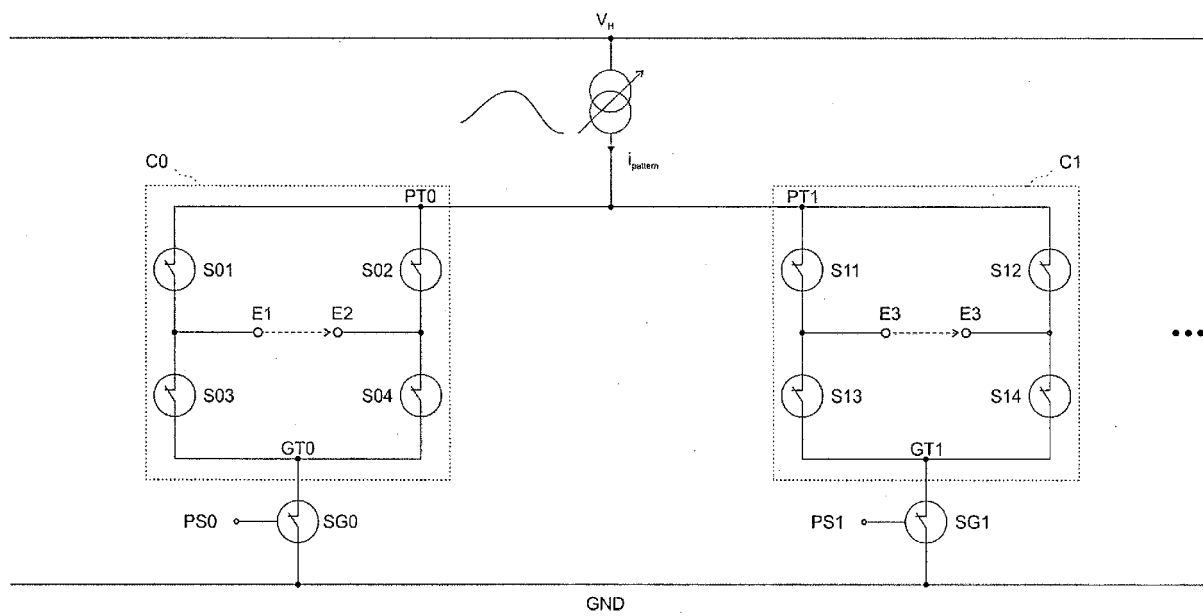 V_H
i_pattern
C0
C1
PT0
PT1
S01
S02
S11
S12
E1
E2
E3
E3
S03
S04
S13
S14
GT0
GT1
PS0
SG0
PS1
SG1
GND